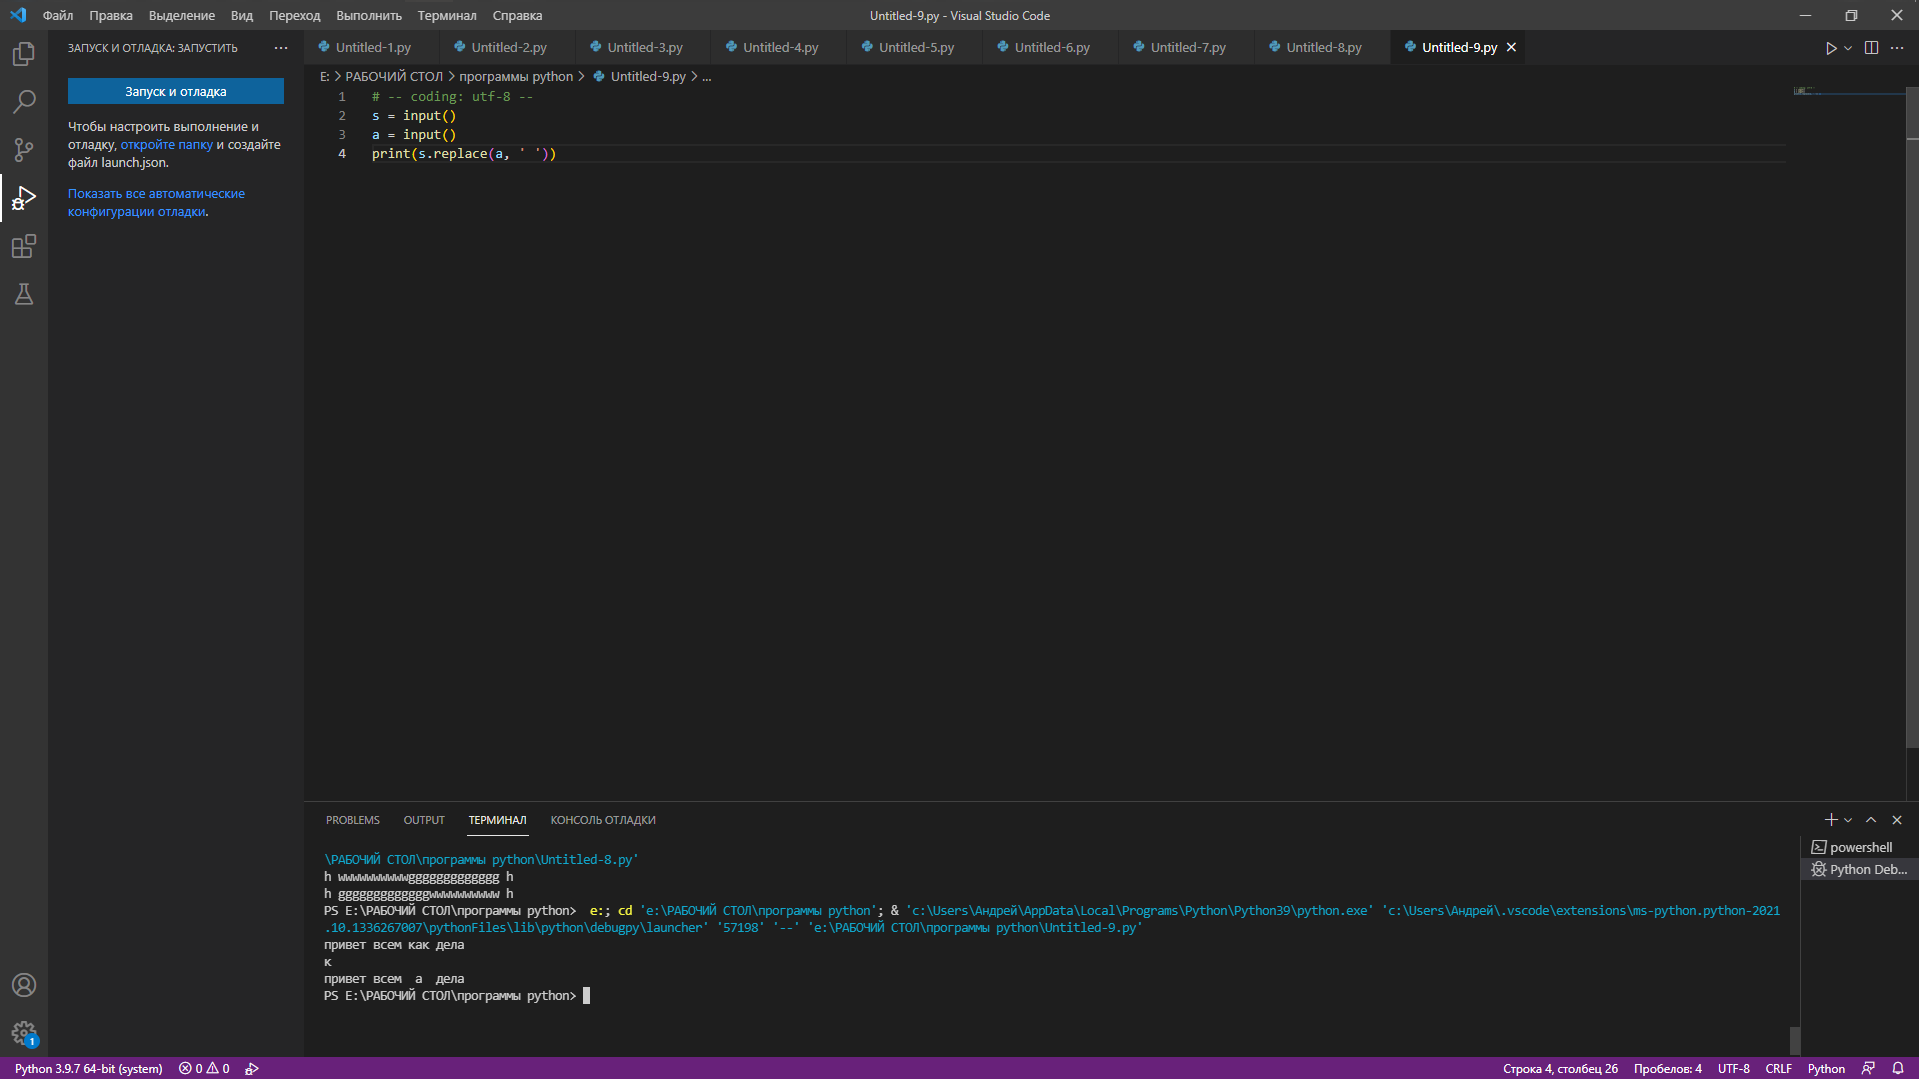 Файл Правка Выделение Вид Переход Выполнить Терминал Справка
Untitled-9.py - Visual Studio Code
ЗАПУСК И ОТЛАДКА: ЗАПУСТИТЬ
Запуск и отладка
Чтобы настроить выполнение и
отладку, откройте папку и создайте
файл launch.json.
Показать все автоматические
конфигурации отладки.
Untitled-1.py Untitled-2.py Untitled-3.py Untitled-4.py Untitled-5.py Untitled-6.py Untitled-7.py Untitled-8.py Untitled-9.py
E: > РАБОЧИЙ СТОЛ > программы python > Untitled-9.py > ...
1 # -- coding: utf-8 --
2 s = input()
3 a = input()
4 print(s.replace(a, ' '))
PROBLEMS OUTPUT ТЕРМИНАЛ КОНСОЛЬ ОТЛАДКИ
\РАБОЧИЙ СТОЛ\программы python\Untitled-8.py'
h wwwwwwwwwwggggggggggggg h
h gggggggggggggwwwwwwwwww h
PS E:\РАБОЧИЙ СТОЛ\программы python>  e:; cd 'e:\РАБОЧИЙ СТОЛ\программы python'; & 'c:\Users\Андрей\AppData\Local\Programs\Python\Python39\python.exe' 'c:\Users\Андрей\.vscode\extensions\ms-python.python-2021
.10.1336267007\pythonFiles\lib\python\debugpy\launcher' '57198' '--' 'e:\РАБОЧИЙ СТОЛ\программы python\Untitled-9.py'
привет всем как дела
к
привет всем  а  дела
PS E:\РАБОЧИЙ СТОЛ\программы python>
powershell
Python Deb...
1
Python 3.9.7 64-bit (system) 0 0
Строка 4, столбец 26 Пробелов: 4 UTF-8 CRLF Python